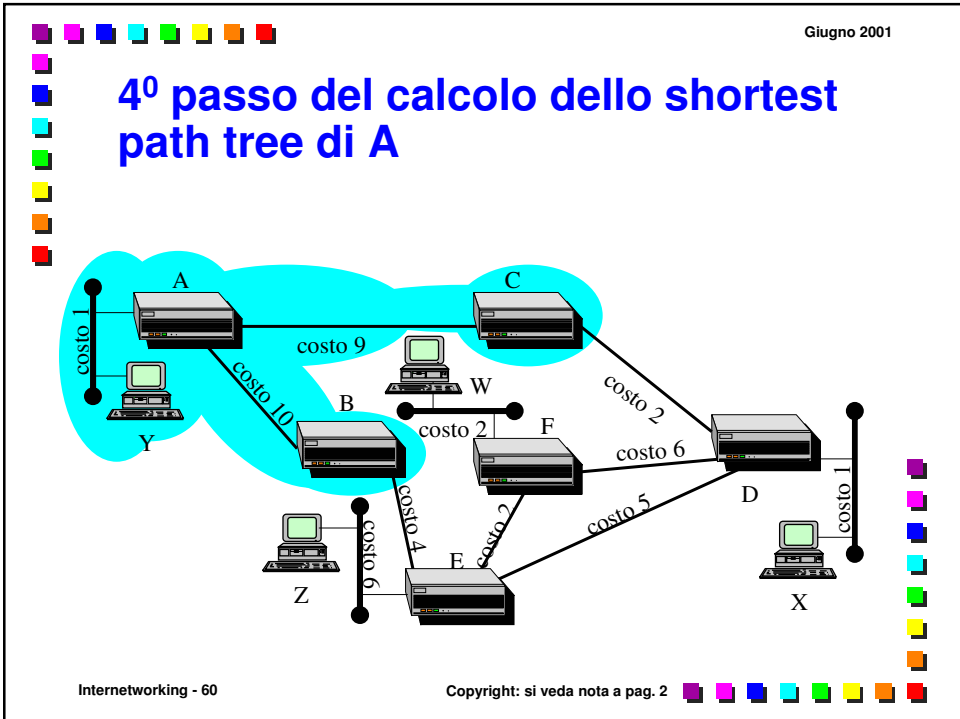 Giugno 2001
4⁰ passo del calcolo dello shortest
path tree di A
A
C
costo 1
costo 9
costo 2
W
costo 10
B
costo 2
F
Y
costo 6
D
costo 1
costo 4
costo 2
costo 5
costo 6
E
Z
X
Internetworking - 60
Copyright: si veda nota a pag. 2